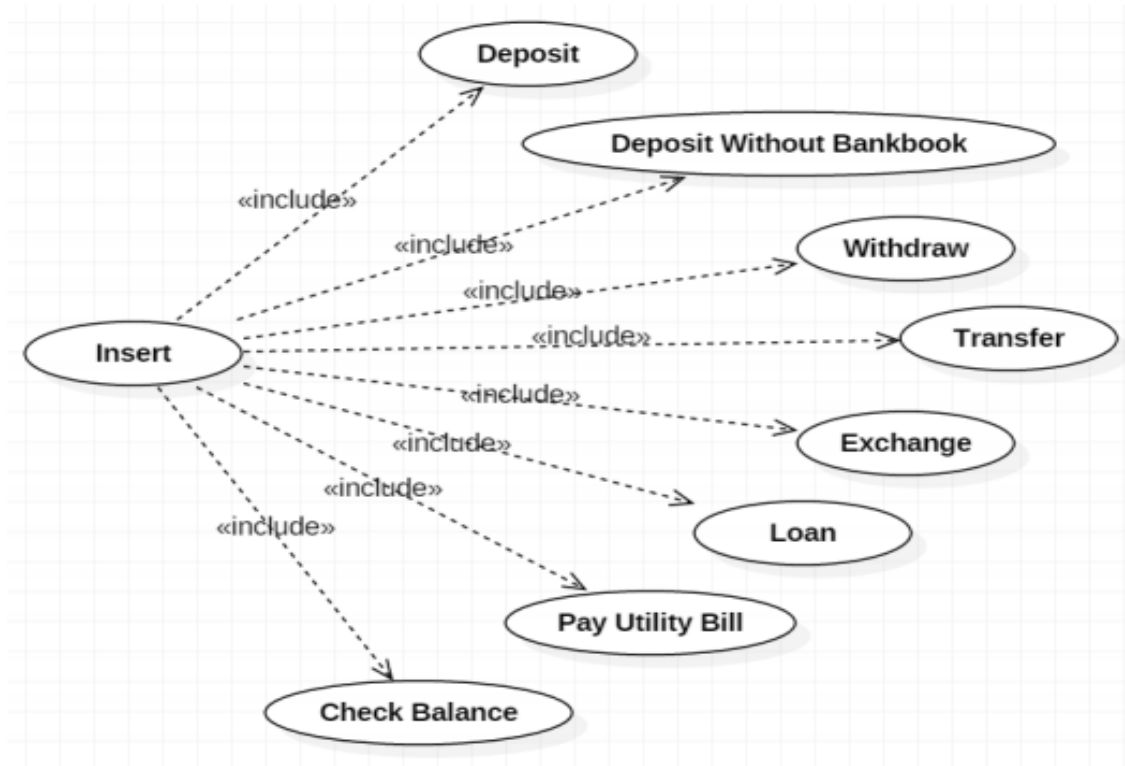 Deposit
Deposit Without Bankbook
«include»
«include»
Withdraw
«include»
«include»
Transfer
Insert
«include»
Exchange
«include»
«include»
Loan
«include»
Pay Utility Bill
Check Balance